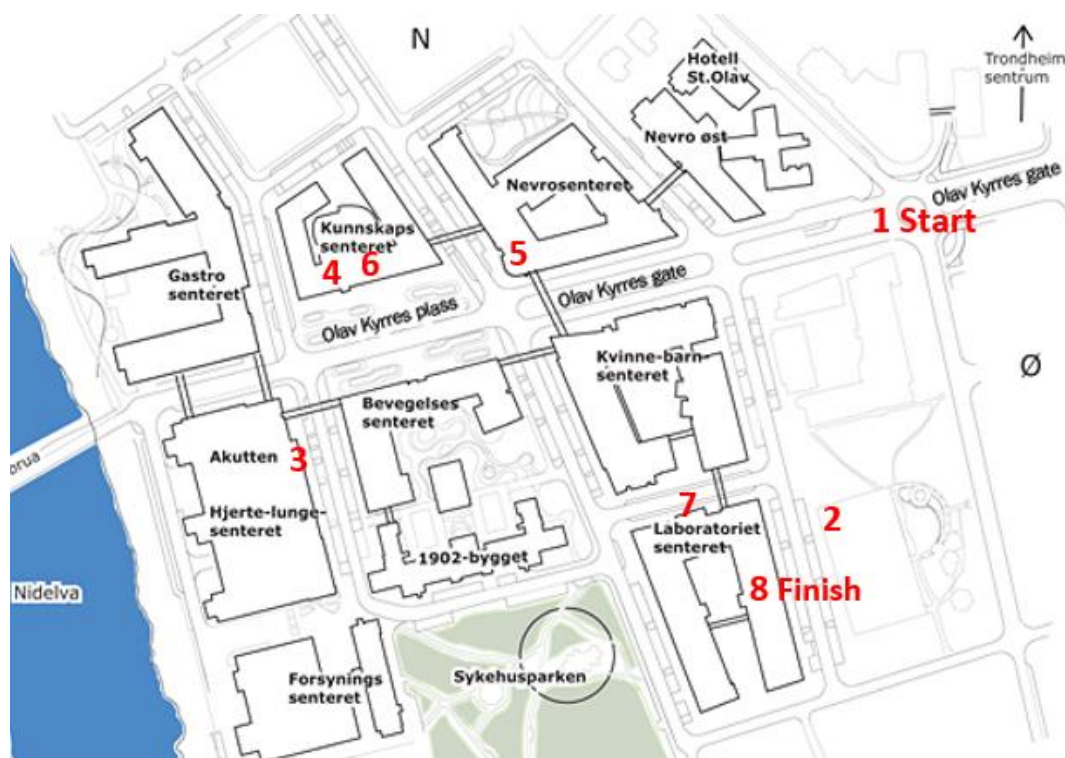 N
Hotell
St.Olav
Trondheim
sentrum
Nevro øst
Nevrosenteret
Olav Kyrres gate
1 Start
Kunnskaps
senteret
4
6
5
Gastro
senteret
Olav Kyrres gate
Olav Kyrres plass
Kvinne-barn-
senteret
Ø
Bevegelses
senteret
Akutten
3
Hjerte-lunge-
senteret
7
2
Laboratoriet
senteret
1902-bygget
8 Finish
Nidelva
Forsynings
senteret
Sykehusparken